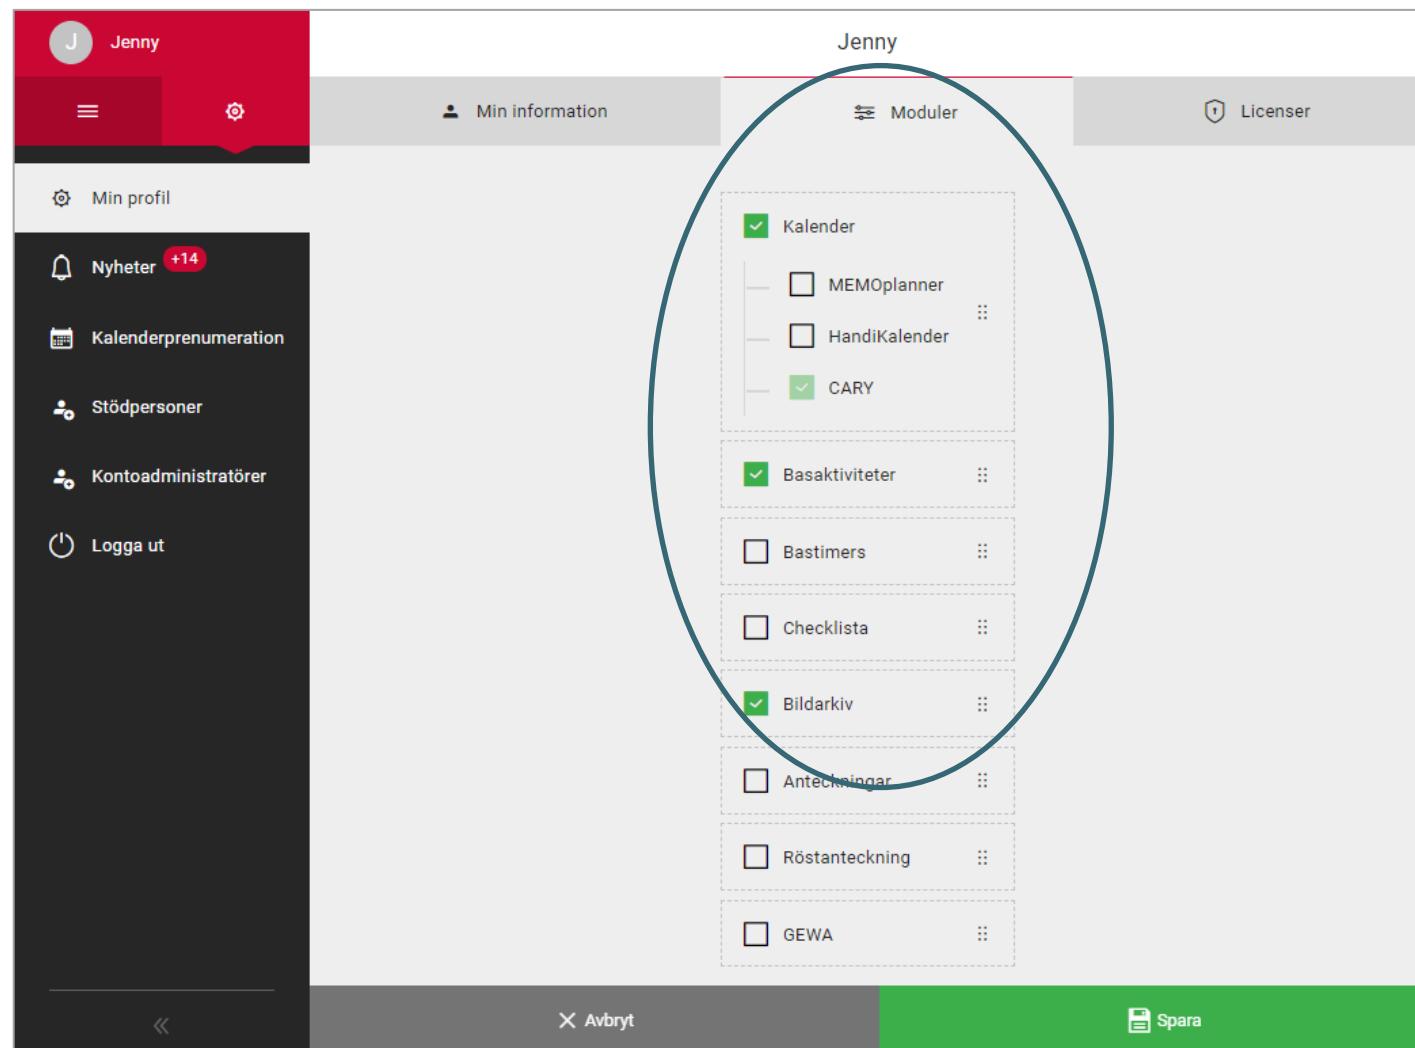 J Jenny
Jenny
Min information
Moduler
Licenser
Min profil
Nyheter +14
Kalenderprenumeration
Stödpersoner
Kontoadministratörer
Logga ut
Kalender
MEMOplanner
HandiKalender
CARY
Basaktiviteter
Bastimers
Checklista
Bildarkiv
Anteckningar
Röstanteckning
GEWA
Avbryt
Spara